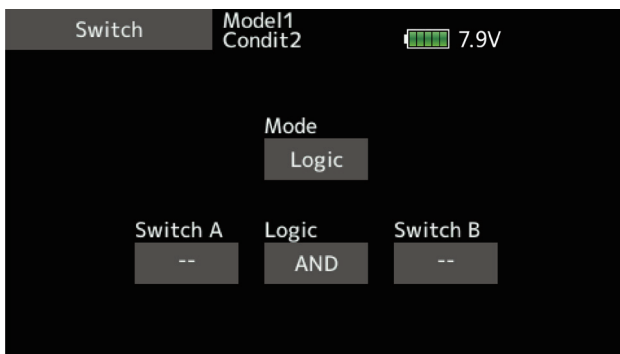 Switch
Model1
Condit2
7.9V
Mode
Logic
Switch A
Logic
Switch B
--
AND
--